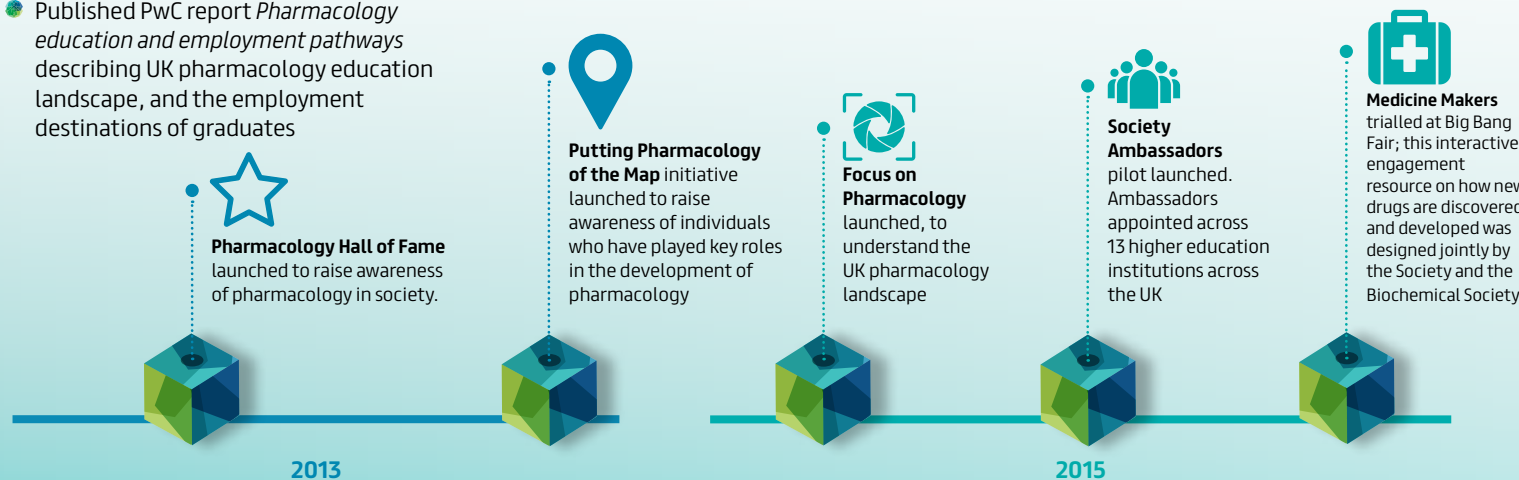 Published PwC report Pharmacology
education and employment pathways
describing UK pharmacology education
landscape, and the employment
destinations of graduates
Pharmacology Hall of Fame
launched to raise awareness
of pharmacology in society.
Putting Pharmacology
of the Map initiative
launched to raise
awareness of individuals
who have played key roles
in the development of
pharmacology
Focus on
Pharmacology
launched, to
understand the
UK pharmacology
landscape
Society
Ambassadors
pilot launched.
Ambassadors
appointed across
13 higher education
institutions across
the UK
Medicine Makers
trialled at Big Bang
Fair; this interactive
engagement
resource on how new
drugs are discovered
and developed was
designed jointly by
the Society and the
Biochemical Society
2013
2015